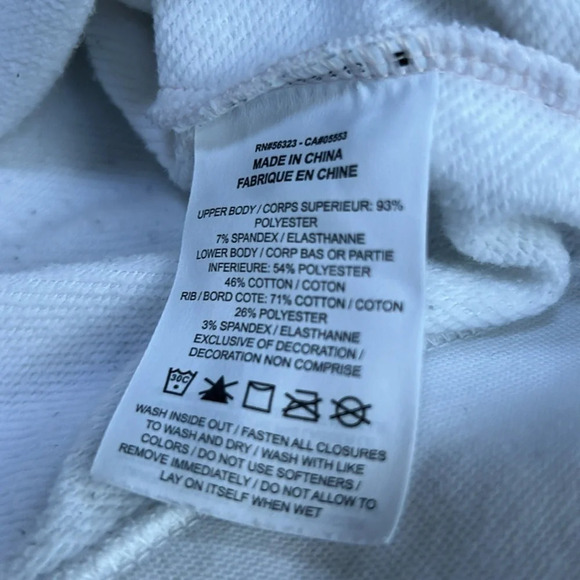 RN#56323 - CA#05553
MADE IN CHINA
FABRIQUE EN CHINE
UPPER BODY / CORPS SUPERIEUR: 93%
POLYESTER
7% SPANDEX / ELASTHANNE
LOWER BODY / CORP BAS OR PARTIE
INFERIEURE: 54% POLYESTER
46% COTTON / COTON
RIB / BORD COTE: 71% COTTON / COTON
26% POLYESTER
3% SPANDEX / ELASTHANNE
EXCLUSIVE OF DECORATION /
DECORATION NON COMPRISE
30C
WASH INSIDE OUT / FASTEN ALL CLOSURES
TO WASH AND DRY / WASH WITH LIKE
COLORS / DO NOT USE SOFTENERS /
REMOVE IMMEDIATELY / DO NOT ALLOW TO
LAY ON ITSELF WHEN WET